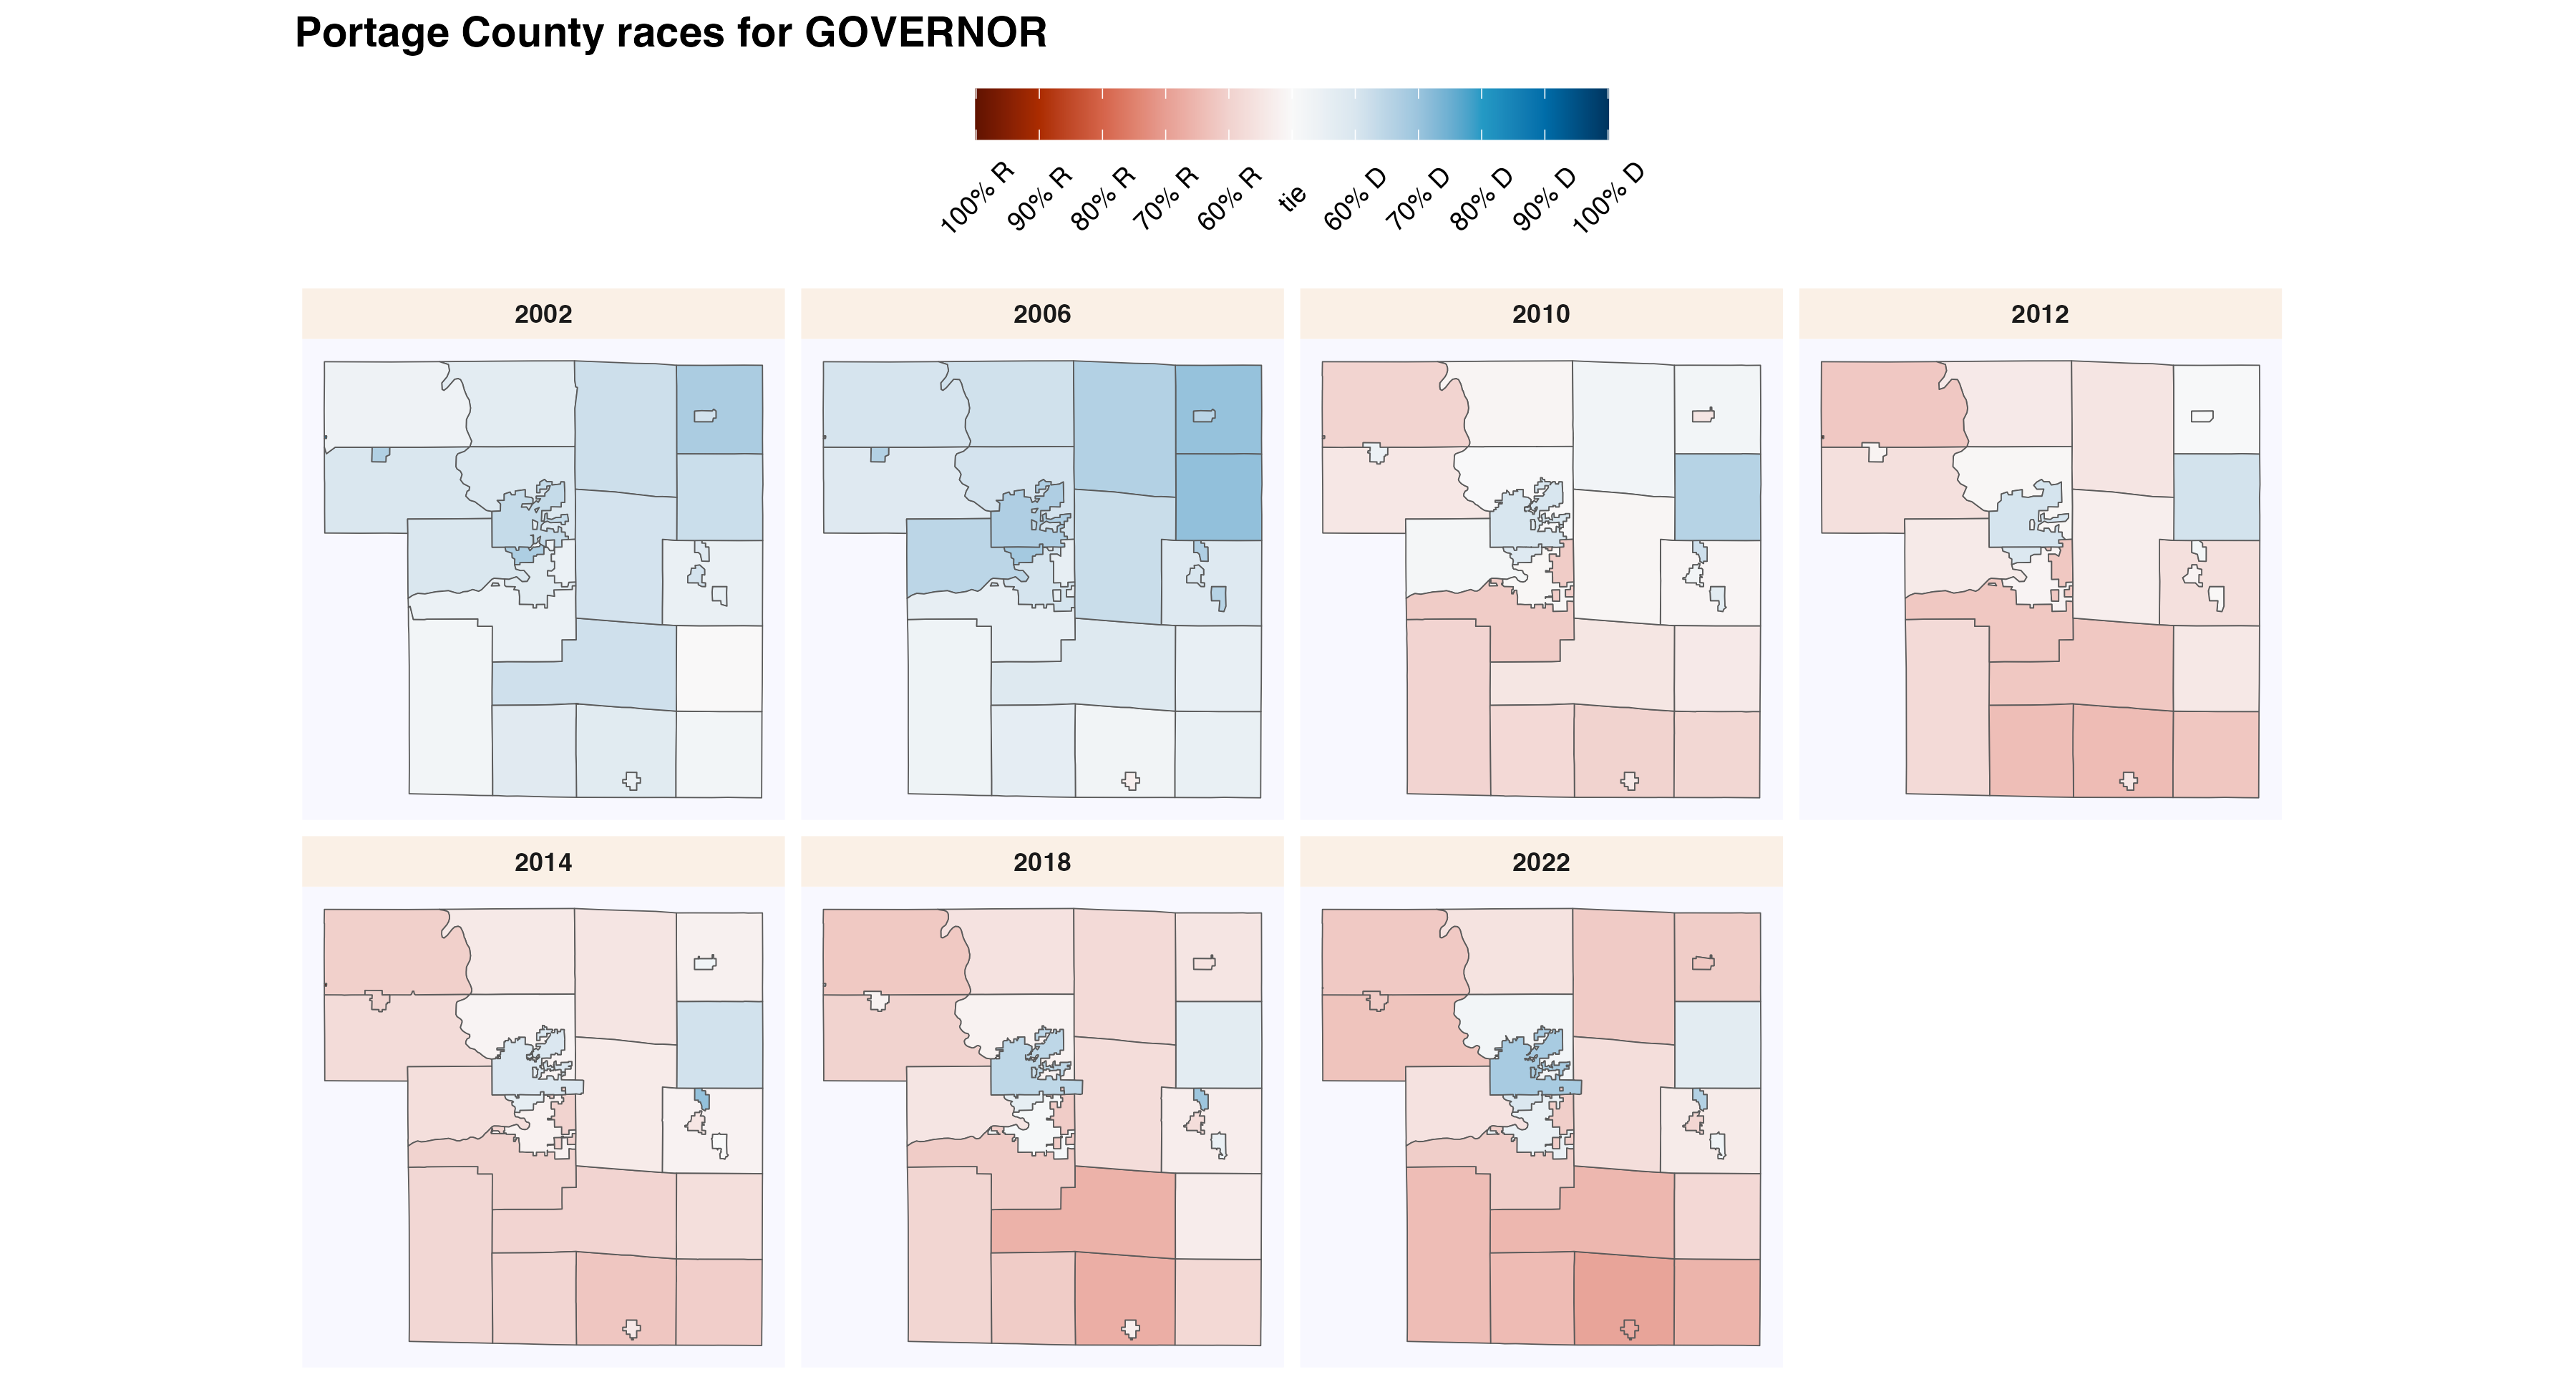 Portage County races for GOVERNOR
100% R 90% R 80% R 70% R 60% R tie 60% D 70% D 80% D 90% D 100% D
2002 2006 2010 2012
2014 2018 2022